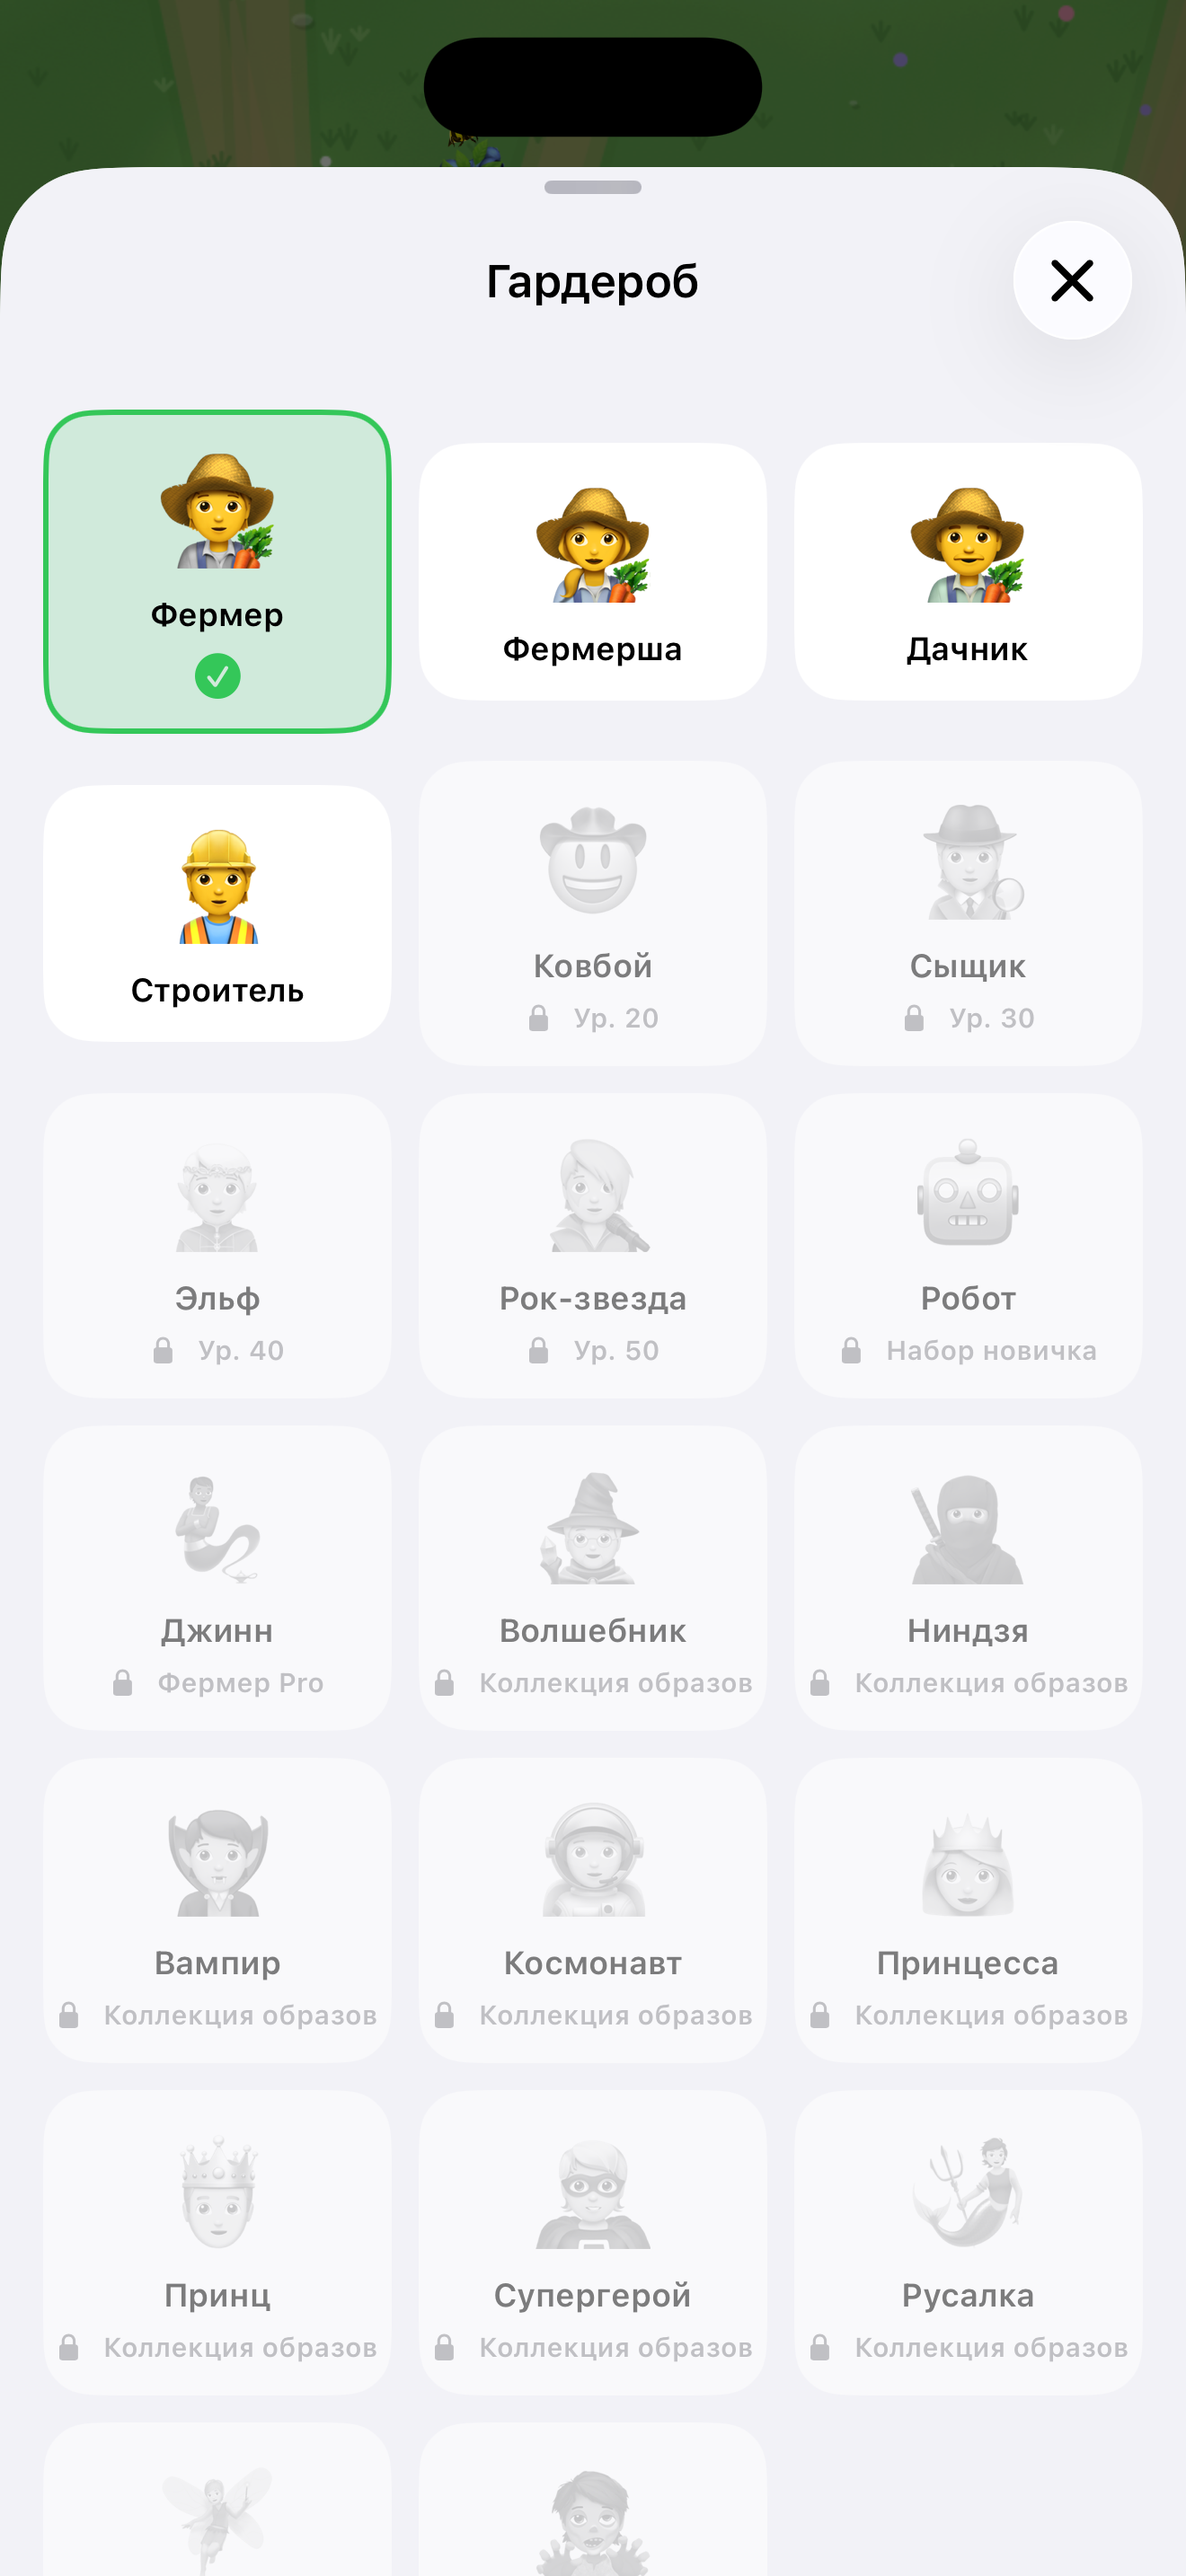 Гардероб
Фермер
Фермерша
Дачник
Строитель
Ковбой
Ур. 20
Сыщик
Ур. 30
Эльф
Ур. 40
Рок-звезда
Ур. 50
Робот
Набор новичка
Джинн
Фермер Pro
Волшебник
Коллекция образов
Ниндзя
Коллекция образов
Вампир
Коллекция образов
Космонавт
Коллекция образов
Принцесса
Коллекция образов
Принц
Коллекция образов
Супергерой
Коллекция образов
Русалка
Коллекция образов